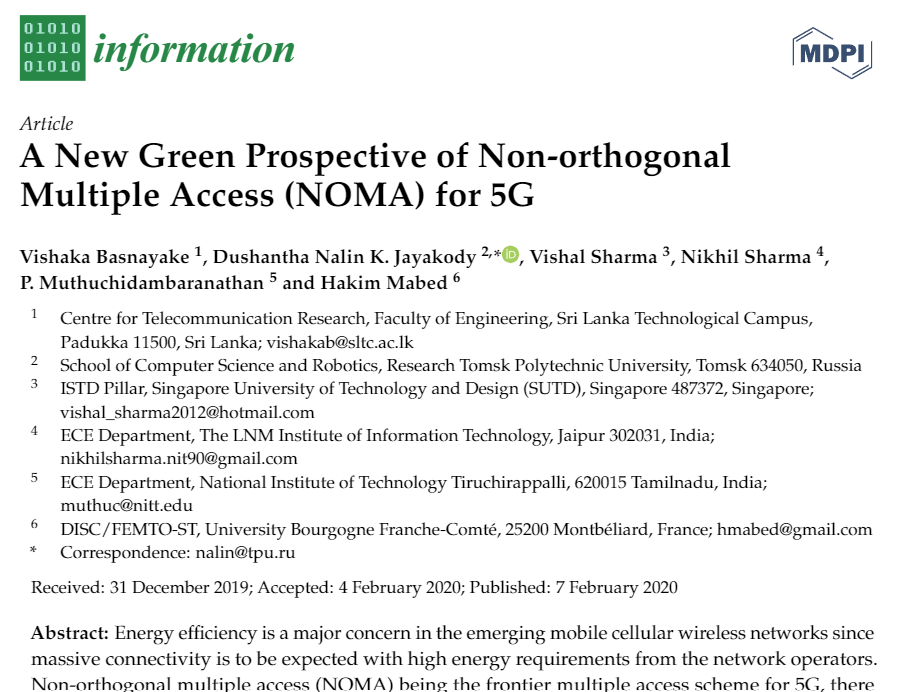 01010
01010
01010
information
MDPI
Article
A New Green Prospective of Non-orthogonal
Multiple Access (NOMA) for 5G
Vishaka Basnayake 1, Dushantha Nalin K. Jayakody 2,* iD, Vishal Sharma 3, Nikhil Sharma 4,
P. Muthuchidambaranathan 5 and Hakim Mabed 6
1 Centre for Telecommunication Research, Faculty of Engineering, Sri Lanka Technological Campus,
Padukka 11500, Sri Lanka; vishakab@sltc.ac.lk
2 School of Computer Science and Robotics, Research Tomsk Polytechnic University, Tomsk 634050, Russia
3 ISTD Pillar, Singapore University of Technology and Design (SUTD), Singapore 487372, Singapore;
vishal_sharma2012@hotmail.com
4 ECE Department, The LNM Institute of Information Technology, Jaipur 302031, India;
nikhilsharma.nit90@gmail.com
5 ECE Department, National Institute of Technology Tiruchirappalli, 620015 Tamilnadu, India;
muthuc@nitt.edu
6 DISC/FEMTO-ST, University Bourgogne Franche-Comté, 25200 Montbéliard, France; hmabed@gmail.com
* Correspondence: nalin@tpu.ru
Received: 31 December 2019; Accepted: 4 February 2020; Published: 7 February 2020
Abstract: Energy efficiency is a major concern in the emerging mobile cellular wireless networks since
massive connectivity is to be expected with high energy requirements from the network operators.
Non-orthogonal multiple access (NOMA) being the frontier multiple access scheme for 5G, there